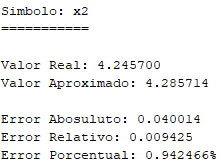 Simbolo: x2
===========
Valor Real: 4.245700
Valor Aproximado: 4.285714
Error Abosuluto: 0.040014
Error Relativo: 0.009425
Error Porcentual: 0.942466%